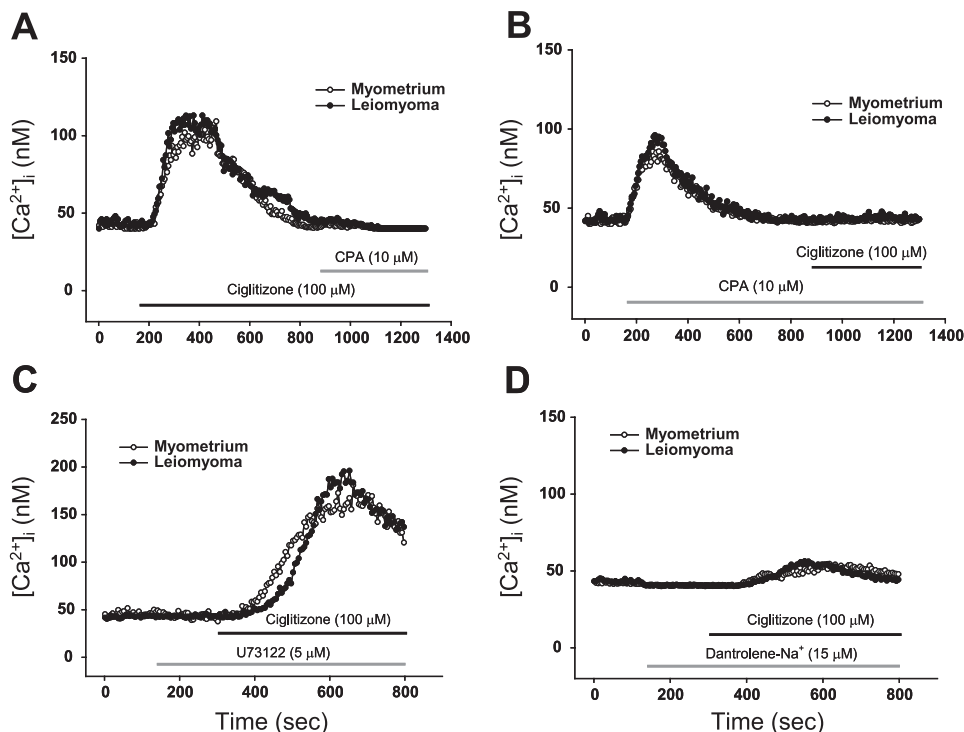 A
150
100
50
0
[Ca²⁺]ᵢ (nM)
Myometrium
Leiomyoma
CPA (10 µM)
Ciglitizone (100 µM)
0 200 400 600 800 1000 1200 1400
B
150
100
50
0
[Ca²⁺]ᵢ (nM)
Myometrium
Leiomyoma
Ciglitizone (100 µM)
CPA (10 µM)
0 200 400 600 800 1000 1200 1400
C
250
200
150
100
50
0
[Ca²⁺]ᵢ (nM)
Myometrium
Leiomyoma
Ciglitizone (100 µM)
U73122 (5 µM)
0 200 400 600 800
Time (sec)
D
150
100
50
0
[Ca²⁺]ᵢ (nM)
Myometrium
Leiomyoma
Ciglitizone (100 µM)
Dantrolene-Na⁺ (15 µM)
0 200 400 600 800
Time (sec)